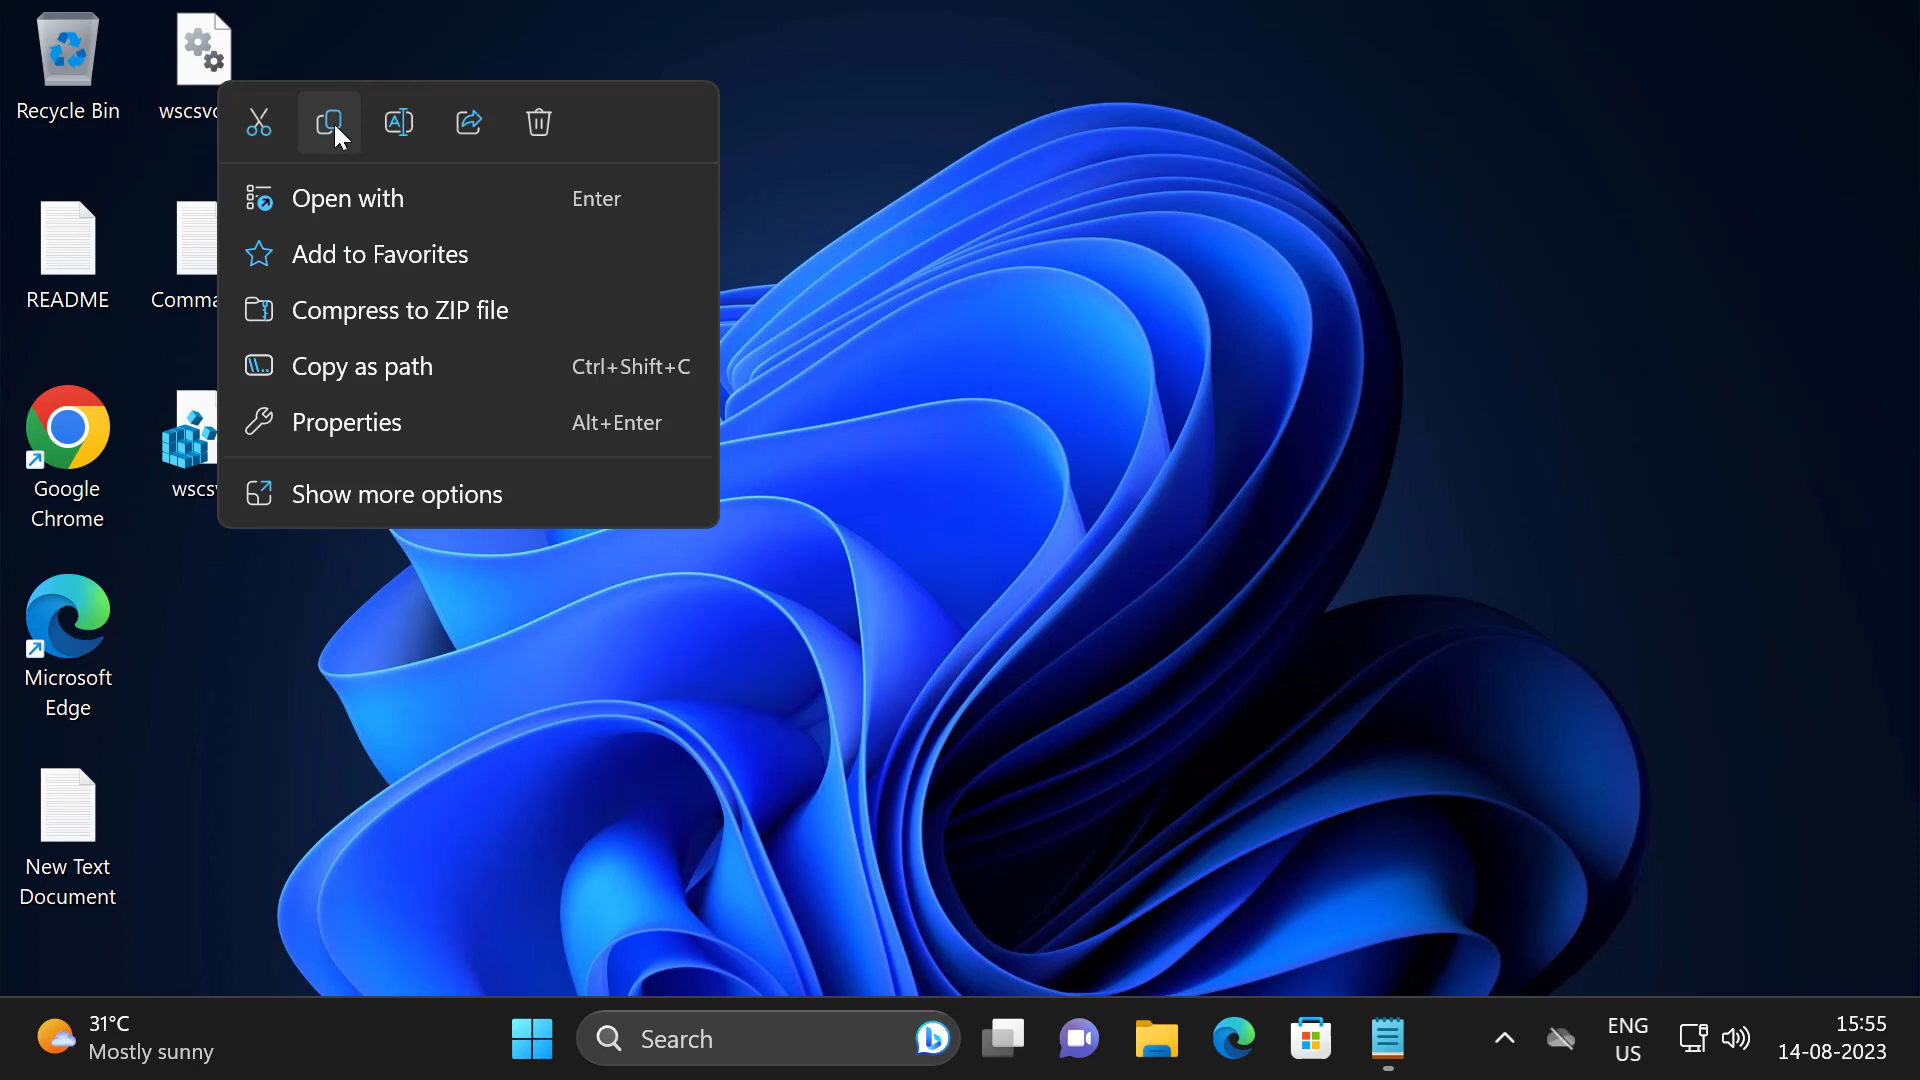 Recycle Bin
wscsvc
README
Comma
Google
Chrome
wscsv
Microsoft
Edge
New Text
Document
Open with Enter
Add to Favorites
Compress to ZIP file
Copy as path Ctrl+Shift+C
Properties Alt+Enter
Show more options
31°C
Mostly sunny
Search
ENG
US
15:55
14-08-2023